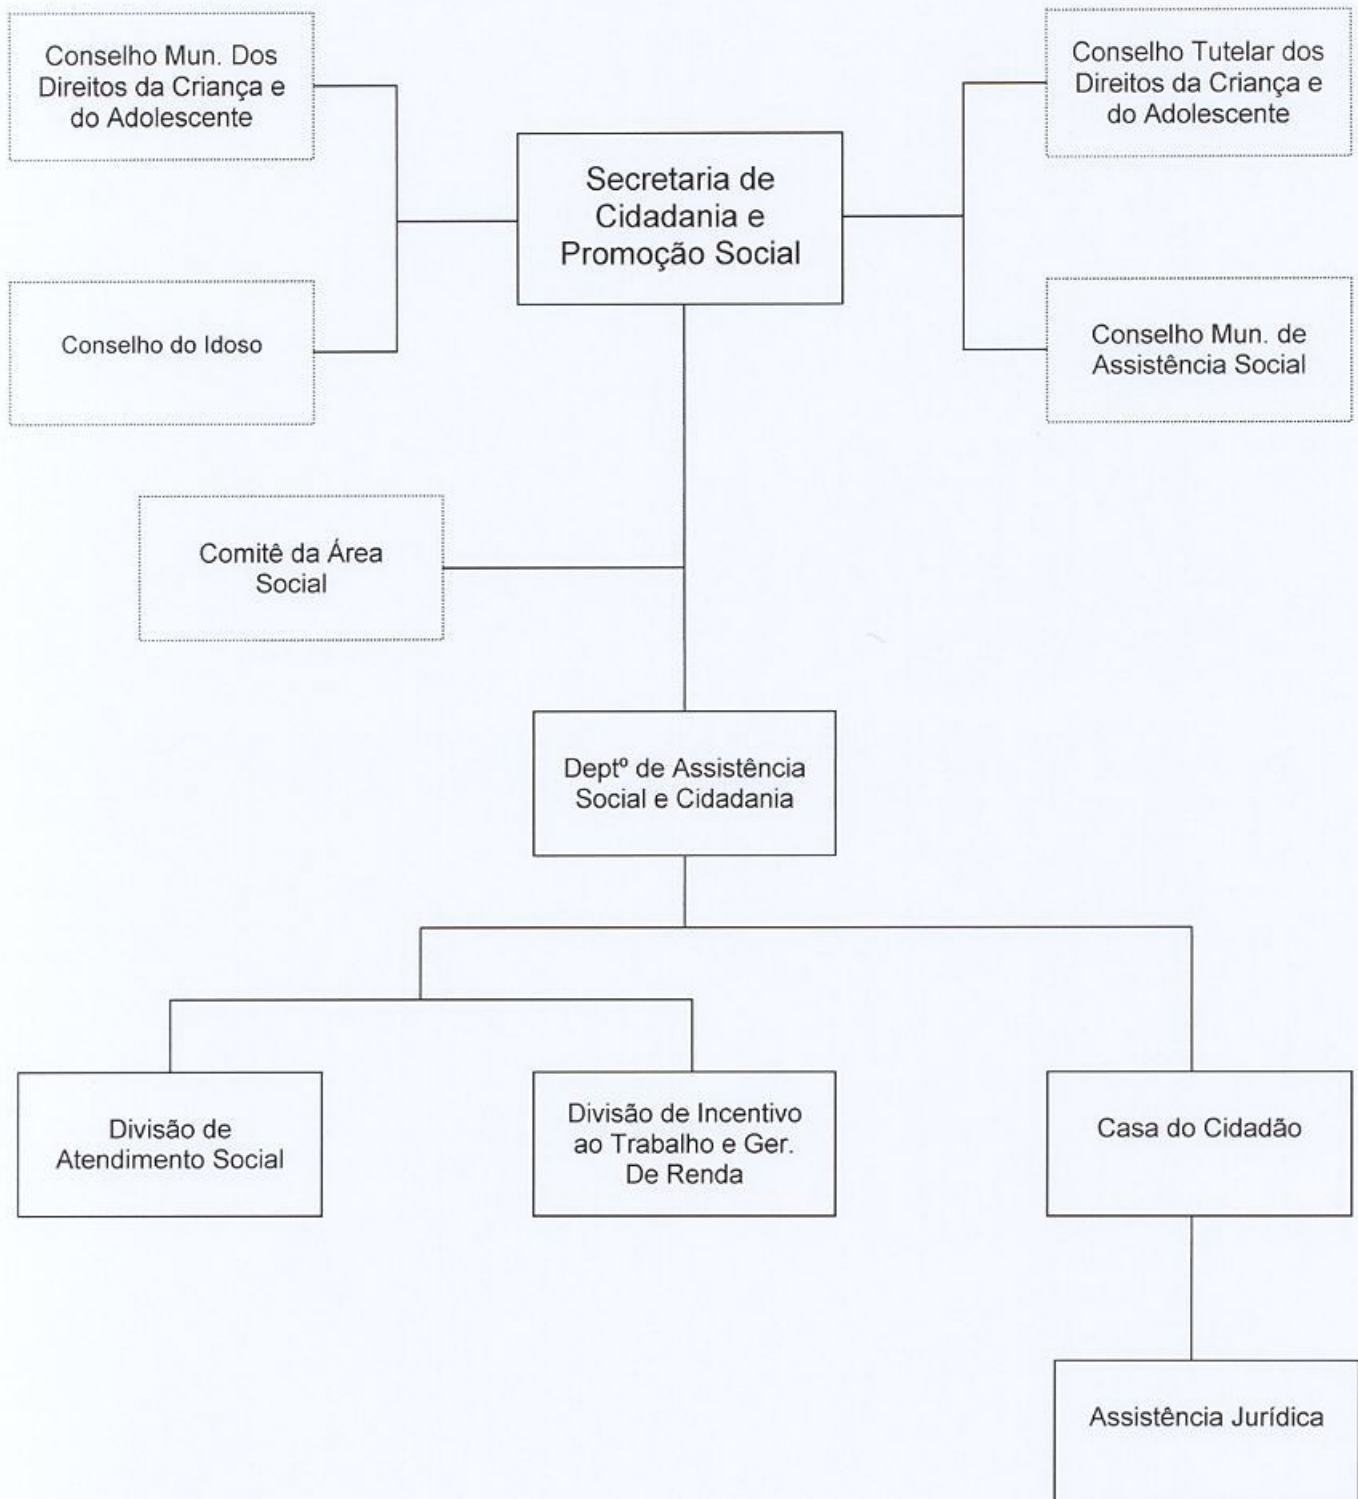 Conselho Mun. Dos
Direitos da Criança e
do Adolescente
Conselho Tutelar dos
Direitos da Criança e
do Adolescente
Secretaria de
Cidadania e
Promoção Social
Conselho do Idoso
Conselho Mun. de
Assistência Social
Comitê da Área
Social
Deptº de Assistência
Social e Cidadania
Divisão de
Atendimento Social
Divisão de Incentivo
ao Trabalho e Ger.
De Renda
Casa do Cidadão
Assistência Jurídica